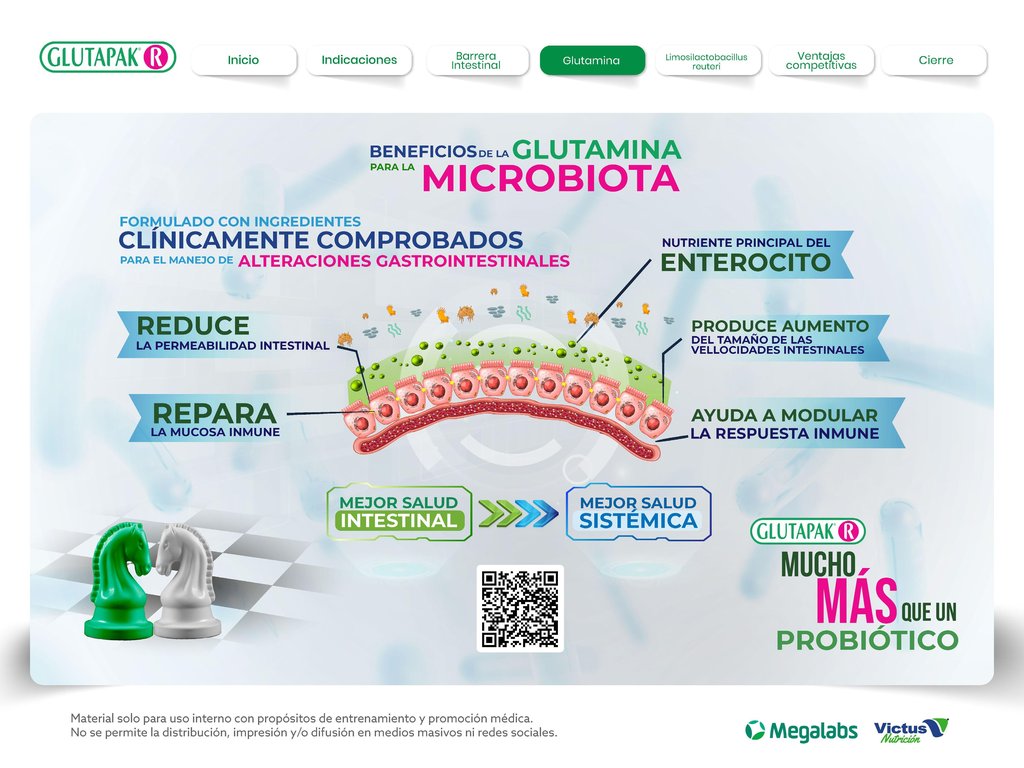 GLUTAPAK R
Inicio
Indicaciones
Barrera
Intestinal
Glutamina
Limosilactobacillus
reuteri
Ventajas
competitivas
Cierre
BENEFICIOS DE LA GLUTAMINA
PARA LA MICROBIOTA
FORMULADO CON INGREDIENTES
CLÍNICAMENTE COMPROBADOS
PARA EL MANEJO DE ALTERACIONES GASTROINTESTINALES
NUTRIENTE PRINCIPAL DEL
ENTEROCITO
REDUCE
LA PERMEABILIDAD INTESTINAL
PRODUCE AUMENTO
DEL TAMAÑO DE LAS
VELLOCIDADES INTESTINALES
REPARA
LA MUCOSA INMUNE
AYUDA A MODULAR
LA RESPUESTA INMUNE
MEJOR SALUD
INTESTINAL
MEJOR SALUD
SISTÉMICA
GLUTAPAK R
MUCHO
MÁS QUE UN
PROBIÓTICO
Material solo para uso interno con propósitos de entrenamiento y promoción médica.
No se permite la distribución, impresión y/o difusión en medios masivos ni redes sociales.
Megalabs
Victus
Nutrición